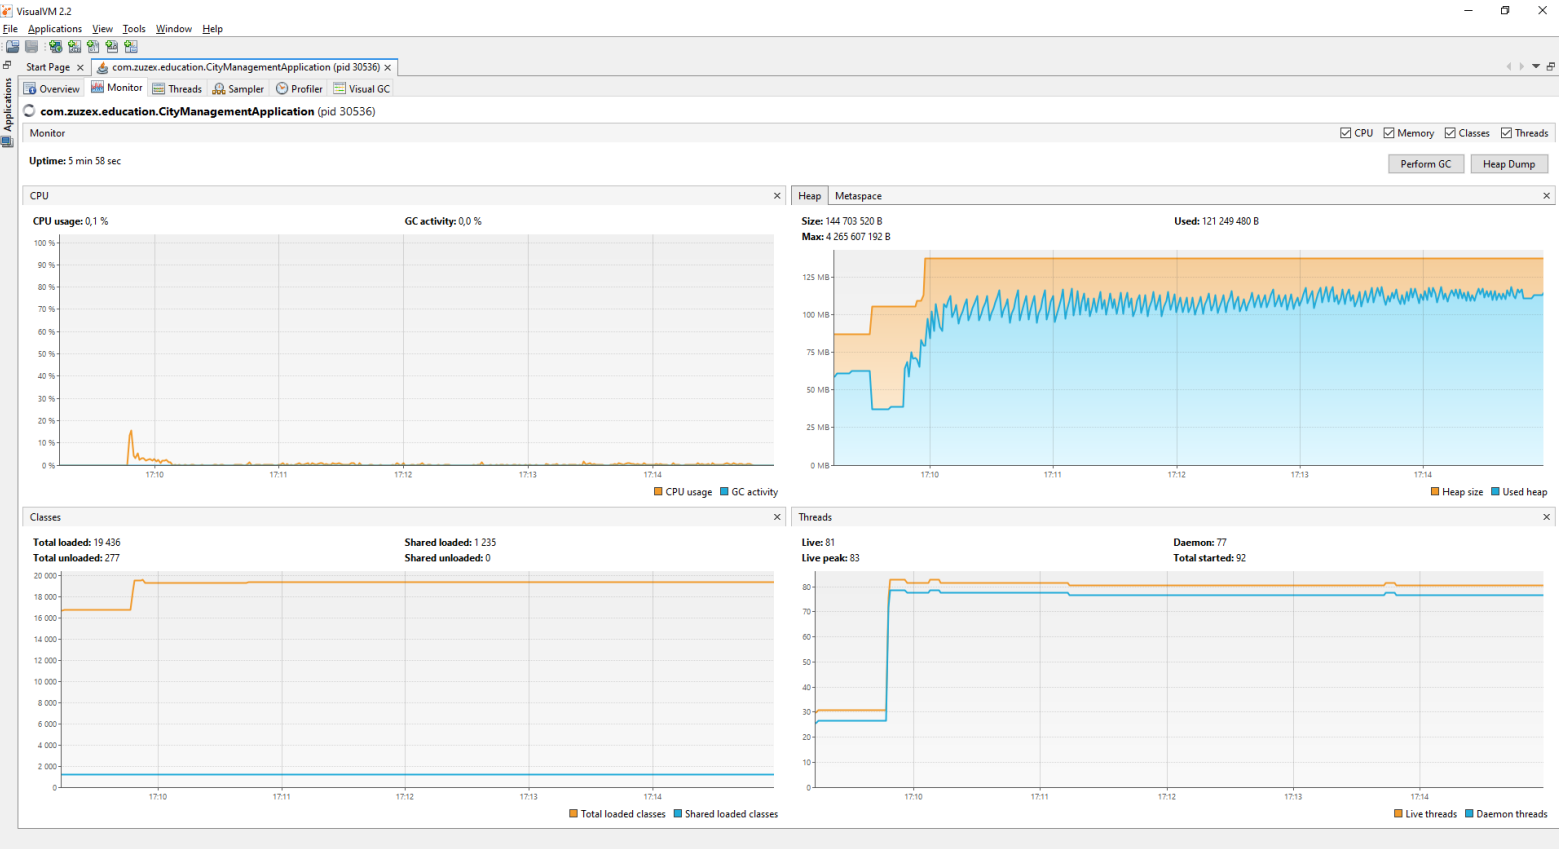 VisualVM 2.2
File Applications View Tools Window Help
Start Page com.zuzex.education.CityManagementApplication (pid 30536)
Applications
Overview Monitor Threads Sampler Profiler Visual GC
com.zuzex.education.CityManagementApplication (pid 30536)
Monitor CPU Memory Classes Threads
Uptime: 5 min 58 sec
Perform GC Heap Dump
CPU
CPU usage: 0,1 % GC activity: 0,0 %
100 %
90 %
80 %
70 %
60 %
50 %
40 %
30 %
20 %
10 %
0 %
17:10 17:11 17:12 17:13 17:14
CPU usage GC activity
Heap Metaspace
Size: 144 703 520 B Used: 121 249 480 B
Max: 4 265 607 192 B
125 MB
100 MB
75 MB
50 MB
25 MB
0 MB
17:10 17:11 17:12 17:13 17:14
Heap size Used heap
Classes
Total loaded: 19 436 Shared loaded: 1 235
Total unloaded: 277 Shared unloaded: 0
20 000
18 000
16 000
14 000
12 000
10 000
8 000
6 000
4 000
2 000
0
17:10 17:11 17:12 17:13 17:14
Total loaded classes Shared loaded classes
Threads
Live: 81 Daemon: 77
Live peak: 83 Total started: 92
80
70
60
50
40
30
20
10
0
17:10 17:11 17:12 17:13 17:14
Live threads Daemon threads